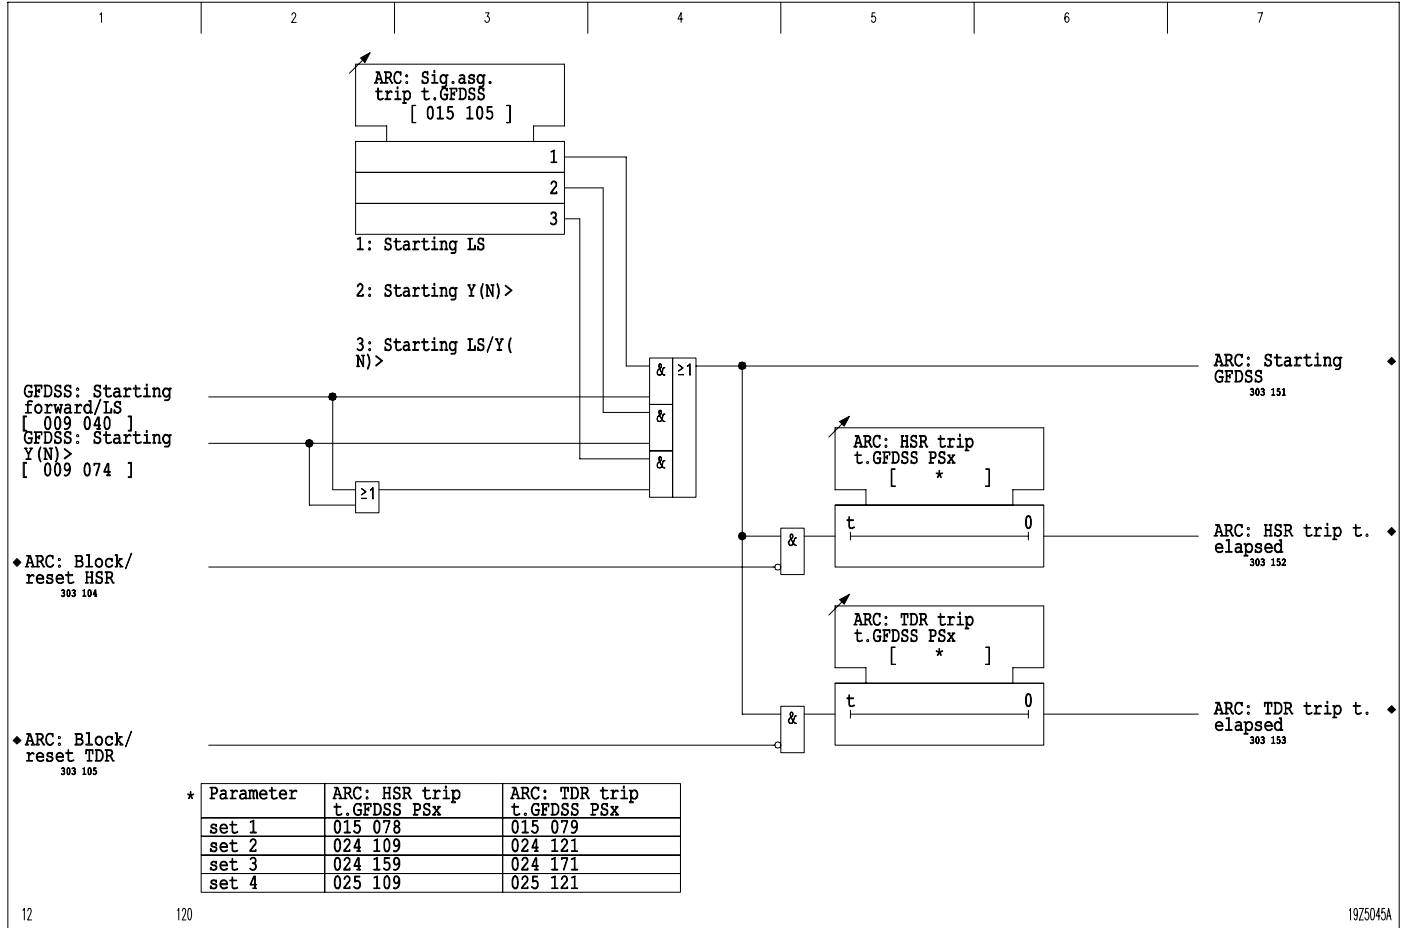 1 2 3 4 5 6 7
ARC: Sig.asg.
trip t.GFDSS
[ 015 105 ]
1
2
3
1: Starting LS
2: Starting Y(N)>
3: Starting LS/Y(
N)>
& ≥1
&
&
≥1
GFDSS: Starting
forward/LS
[ 009 040 ]
GFDSS: Starting
Y(N)>
[ 009 074 ]
ARC: Starting
GFDSS
303 151
ARC: HSR trip
t.GFDSS PSx
[ * ]
t 0
&
ARC: HSR trip t.
elapsed
303 152
◆ARC: Block/
reset HSR
303 104
ARC: TDR trip
t.GFDSS PSx
[ * ]
t 0
&
ARC: TDR trip t.
elapsed
303 153
◆ARC: Block/
reset TDR
303 105
* Parameter ARC: HSR trip t.GFDSS PSx ARC: TDR trip t.GFDSS PSx
set 1 015 078 015 079
set 2 024 109 024 121
set 3 024 159 024 171
set 4 025 109 025 121
12 120 19Z5045A